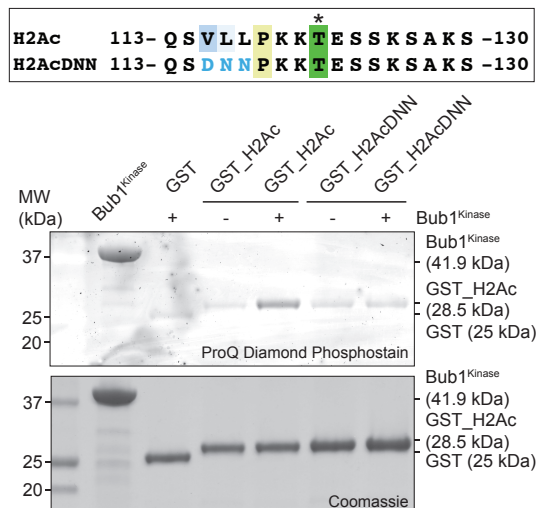 *
H2Ac 113- Q S V L L P K K T E S S K S A K S -130
H2AcDNN 113- Q S D N N P K K T E S S K S A K S -130
Bub1Kinase GST GST_H2Ac GST_H2Ac GST_H2AcDNN GST_H2AcDNN
MW
(kDa)
+ - + - + Bub1Kinase
37
25
20
Bub1Kinase
(41.9 kDa)
GST_H2Ac
(28.5 kDa)
GST (25 kDa)
ProQ Diamond Phosphostain
37
25
20
Bub1Kinase
(41.9 kDa)
GST_H2Ac
(28.5 kDa)
GST (25 kDa)
Coomassie